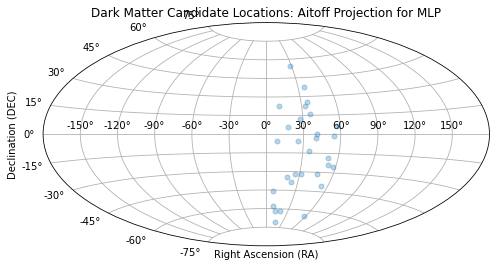 Dark Matter Candidate Locations: Aitoff Projection for MLP
75°
60°
45°
30°
15°
0°
-15°
-30°
-45°
-60°
-75°
-150° -120° -90° -60° -30° 0° 30° 60° 90° 120° 150°
Declination (DEC)
Right Ascension (RA)